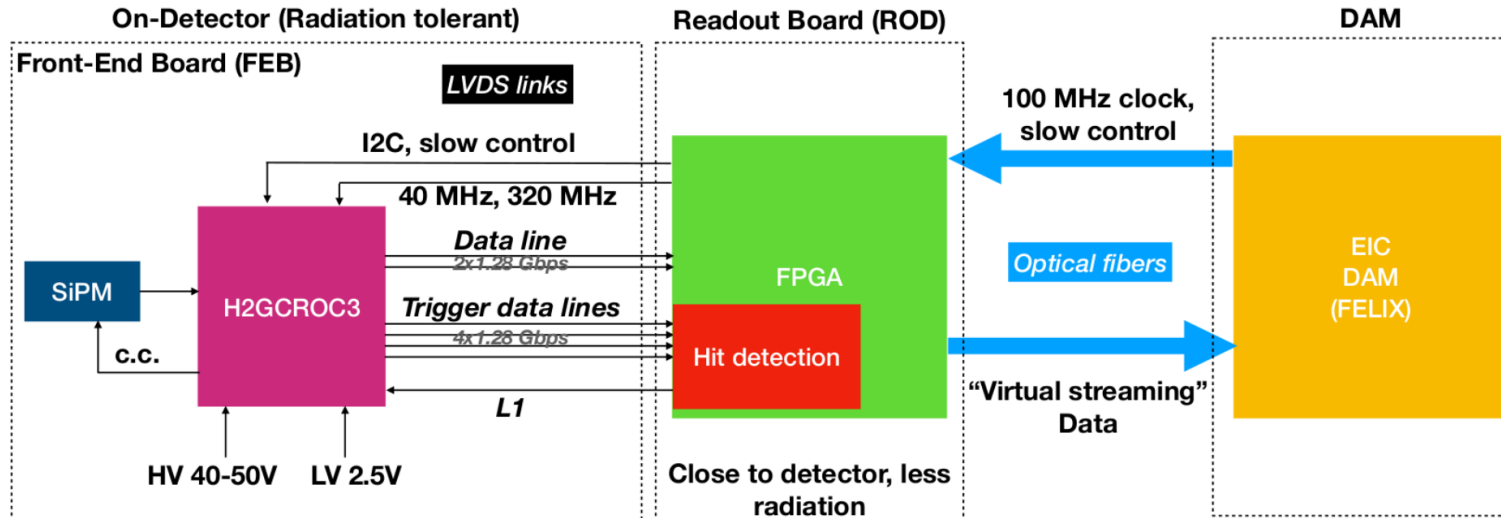 On-Detector (Radiation tolerant)
Readout Board (ROD)
DAM
Front-End Board (FEB)
LVDS links
I2C, slow control
40 MHz, 320 MHz
Data line
2x1.28 Gbps
Trigger data lines
4x1.28 Gbps
L1
SiPM
H2GCROC3
c.c.
HV 40-50V
LV 2.5V
FPGA
Hit detection
Close to detector, less
radiation
100 MHz clock,
slow control
Optical fibers
“Virtual streaming”
Data
EIC
DAM
(FELIX)